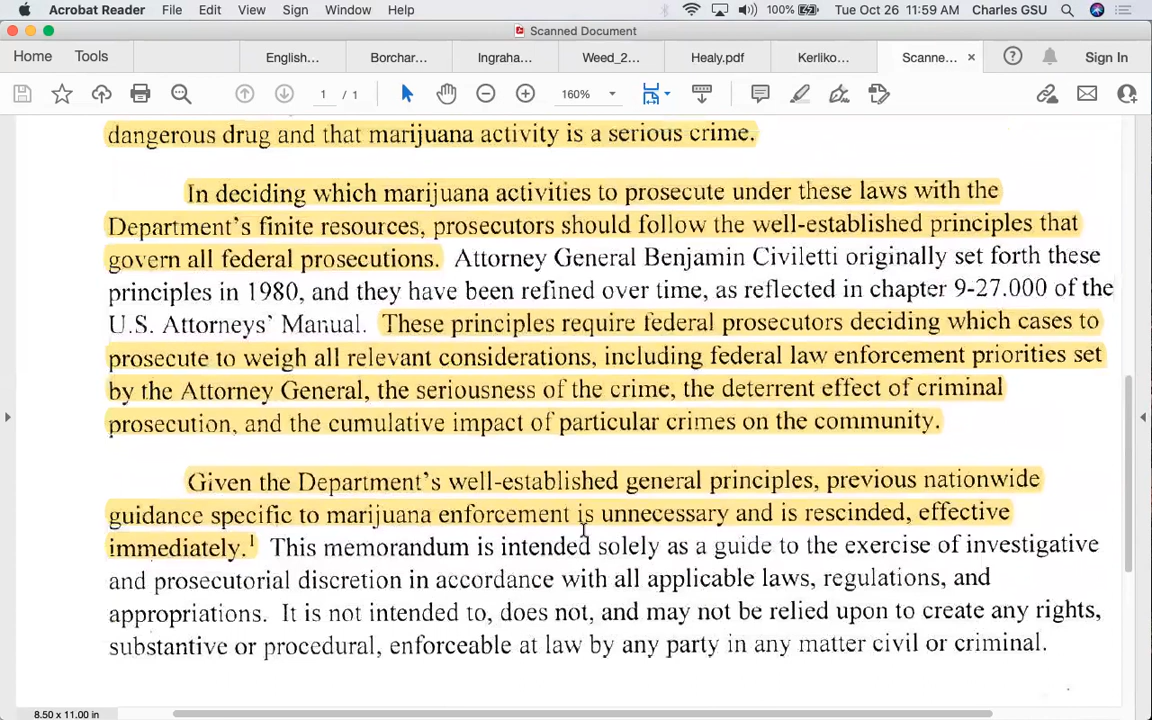 Acrobat Reader File Edit View Sign Window Help 100% Tue Oct 26 11:59 AM Charles GSU
Scanned Document
Home Tools English... Borchar... Ingraha... Weed_2... Healy.pdf Kerliko... Scanne... × ? Sign In
1 / 1 160%
dangerous drug and that marijuana activity is a serious crime.
In deciding which marijuana activities to prosecute under these laws with the
Department's finite resources, prosecutors should follow the well-established principles that
govern all federal prosecutions. Attorney General Benjamin Civiletti originally set forth these
principles in 1980, and they have been refined over time, as reflected in chapter 9-27.000 of the
U.S. Attorneys' Manual. These principles require federal prosecutors deciding which cases to
prosecute to weigh all relevant considerations, including federal law enforcement priorities set
by the Attorney General, the seriousness of the crime, the deterrent effect of criminal
prosecution, and the cumulative impact of particular crimes on the community.
Given the Department's well-established general principles, previous nationwide
guidance specific to marijuana enforcement is unnecessary and is rescinded, effective
immediately.1 This memorandum is intended solely as a guide to the exercise of investigative
and prosecutorial discretion in accordance with all applicable laws, regulations, and
appropriations. It is not intended to, does not, and may not be relied upon to create any rights,
substantive or procedural, enforceable at law by any party in any matter civil or criminal.
8.50 x 11.00 in